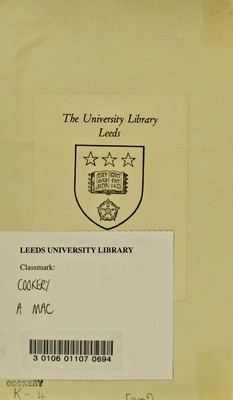 The University Library
Leeds
LEEDS UNIVERSITY LIBRARY
Classmark:
COOKERY
A MAC
3 0106 01107 0694
COOKERY
K-4